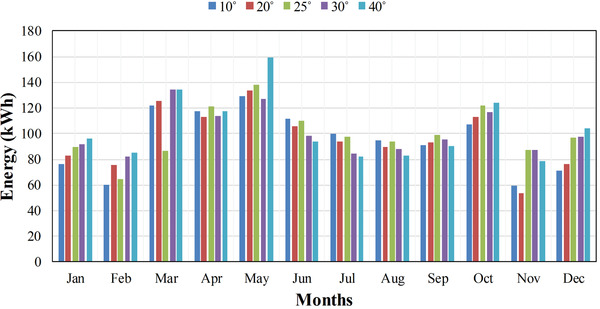 10° 20° 25° 30° 40°
180
160
140
120
100
80
60
40
20
0
Energy (kWh)
Jan Feb Mar Apr May Jun Jul Aug Sep Oct Nov Dec
Months